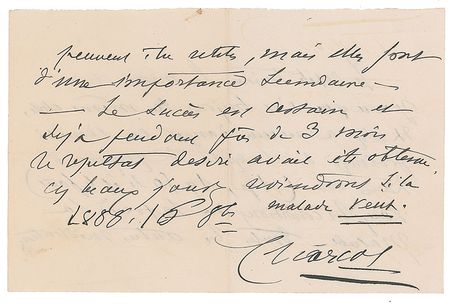 peuvent être utiles, mais elles sont
d'une importance secondaire –
– Le succès est certain et
déjà pendant près de 3 mois
le résultat désiré avait été obtenu
ces beaux jours reviendront si la
malade veut.
1888. 16 9bre
Charcot